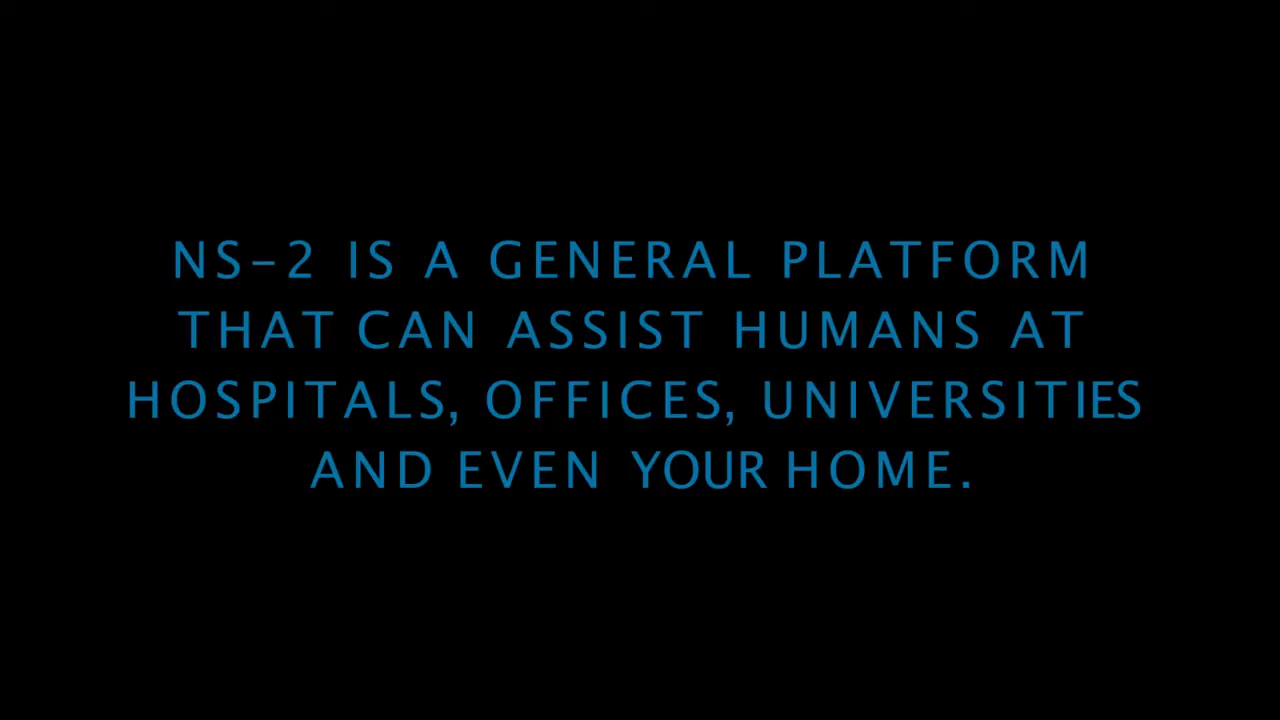 NS-2 IS A GENERAL PLATFORM
THAT CAN ASSIST HUMANS AT
HOSPITALS, OFFICES, UNIVERSITIES
AND EVEN YOUR HOME.